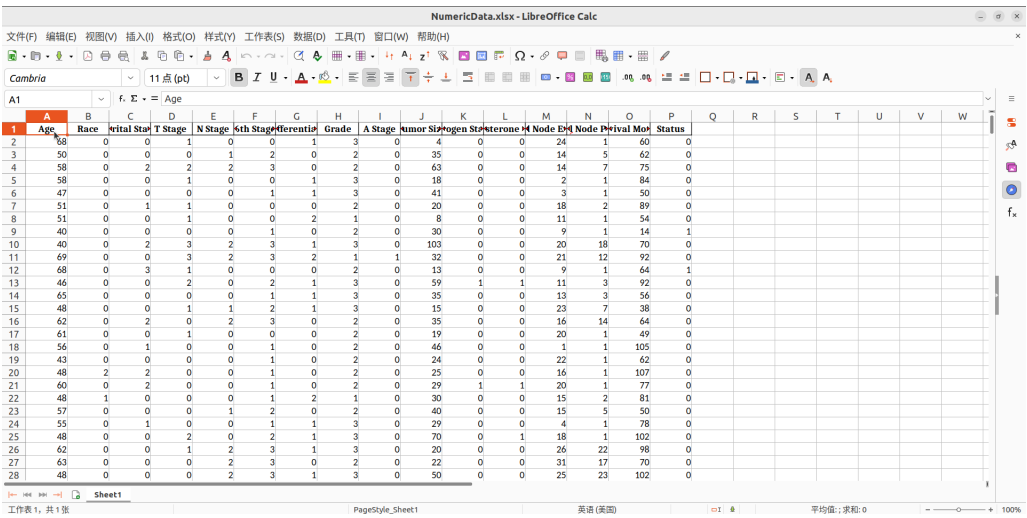 NumericData.xlsx - LibreOffice Calc
文件(F) 编辑(E) 视图(V) 插入(I) 格式(O) 样式(Y) 工作表(S) 数据(D) 工具(T) 窗口(W) 帮助(H)
Cambria 11 点 (pt)
A1 Age
A B C D E F G H I J K L M N O P Q R S T U V W
1 Age Race rital Sta T Stage N Stage 6th Stage fferentia Grade A Stage umor Siz ogen Sta sterone l Node E l Node P ival Mo Status
2 68 0 0 1 0 0 1 3 0 4 0 0 24 1 60 0
3 50 0 0 0 1 2 0 2 0 35 0 0 14 5 62 0
4 58 0 2 2 2 3 0 2 0 63 0 0 14 7 75 0
5 58 0 0 1 0 0 1 3 0 18 0 0 2 1 84 0
6 47 0 0 0 0 1 1 3 0 41 0 0 3 1 50 0
7 51 0 1 1 0 0 0 2 0 20 0 0 18 2 89 0
8 51 0 0 1 0 0 2 1 0 8 0 0 11 1 54 0
9 40 0 0 0 0 1 0 2 0 30 0 0 9 1 14 1
10 40 0 2 3 2 3 1 3 0 103 0 0 20 18 70 0
11 69 0 0 3 2 3 2 1 1 32 0 0 21 12 92 0
12 68 0 3 1 0 0 0 2 0 13 0 0 9 1 64 1
13 46 0 0 2 0 2 1 3 0 59 1 1 11 3 92 0
14 65 0 0 0 0 1 1 3 0 35 0 0 13 3 56 0
15 48 0 0 1 1 2 1 3 0 15 0 0 23 7 38 0
16 62 0 2 0 2 3 0 2 0 35 0 0 16 14 64 0
17 61 0 0 1 0 0 0 2 0 19 0 0 20 1 49 0
18 56 0 1 0 0 1 0 2 0 46 0 0 1 1 105 0
19 43 0 0 0 0 1 0 2 0 24 0 0 22 1 62 0
20 48 2 2 0 0 1 0 2 0 25 0 0 16 1 107 0
21 60 0 2 0 0 1 0 2 0 29 1 1 20 1 77 0
22 48 1 0 0 0 1 2 1 0 30 0 0 15 2 81 0
23 57 0 0 0 1 2 0 2 0 40 0 0 15 5 50 0
24 55 0 1 0 0 1 1 3 0 29 0 0 4 1 78 0
25 48 0 0 2 0 2 1 3 0 70 0 1 18 1 102 0
26 62 0 0 1 2 3 1 3 0 20 0 0 26 22 98 0
27 63 0 0 0 2 3 0 2 0 22 0 0 31 17 70 0
28 48 0 0 0 2 3 1 3 0 50 0 0 25 23 102 0
Sheet1
工作表 1，共 1 张 PageStyle_Sheet1 英语 (美国) 平均值: ; 求和: 0 100%